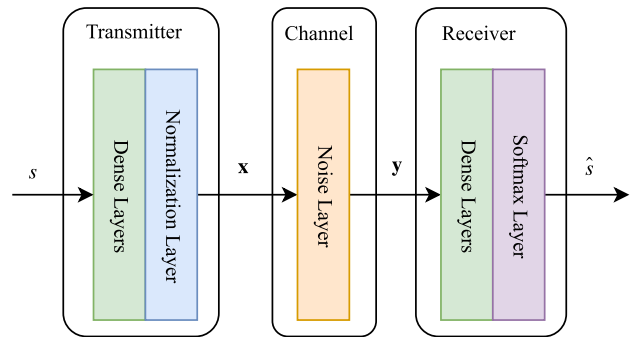 Transmitter
Channel
Receiver
s
Dense Layers
Normalization Layer
x
Noise Layer
y
Dense Layers
Softmax Layer
ŝ